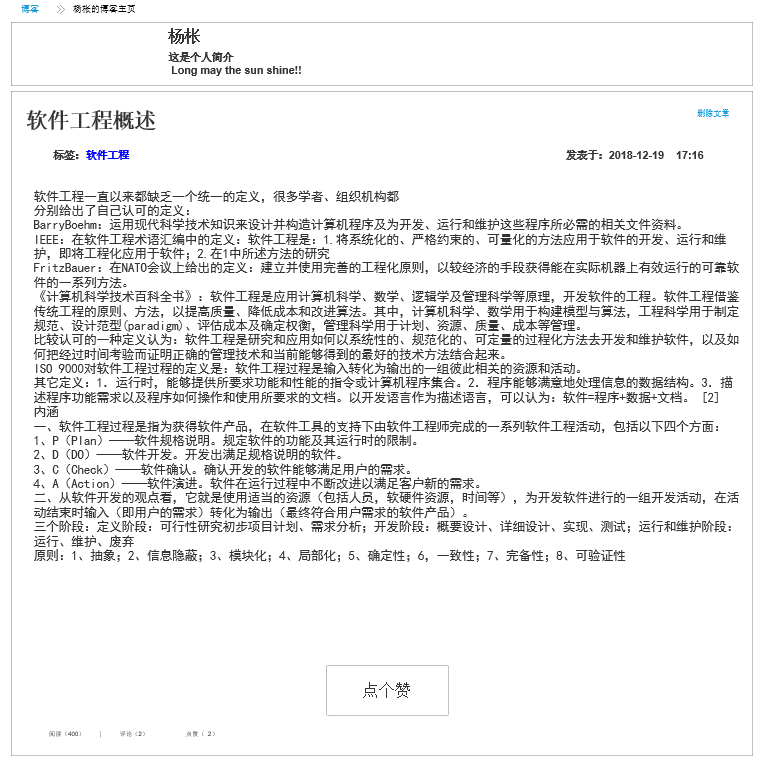 博客 >> 杨枨的博客主页
杨枨
这是个人简介
Long may the sun shine!!
软件工程概述
删除文章
标签：软件工程
发表于：2018-12-19 17:16
软件工程一直以来都缺乏一个统一的定义，很多学者、组织机构都
分别给出了自己认可的定义：
BarryBoehm：运用现代科学技术知识来设计并构造计算机程序及为开发、运行和维护这些程序所必需的相关文件资料。
IEEE：在软件工程术语汇编中的定义：软件工程是：1.将系统化的、严格约束的、可量化的方法应用于软件的开发、运行和维
护，即将工程化应用于软件；2.在1中所述方法的研究
FritzBauer：在NATO会议上给出的定义：建立并使用完善的工程化原则，以较经济的手段获得能在实际机器上有效运行的可靠软
件的一系列方法。
《计算机科学技术百科全书》：软件工程是应用计算机科学、数学、逻辑学及管理科学等原理，开发软件的工程。软件工程借鉴
传统工程的原则、方法，以提高质量、降低成本和改进算法。其中，计算机科学、数学用于构建模型与算法，工程科学用于制定
规范、设计范型(paradigm)、评估成本及确定权衡，管理科学用于计划、资源、质量、成本等管理。
比较认可的一种定义认为：软件工程是研究和应用如何以系统性的、规范化的、可定量的过程化方法去开发和维护软件，以及如
何把经过时间考验而证明正确的管理技术和当前能够得到的最好的技术方法结合起来。
ISO 9000对软件工程过程的定义是：软件工程过程是输入转化为输出的一组彼此相关的资源和活动。
其它定义：1．运行时，能够提供所要求功能和性能的指令或计算机程序集合。2．程序能够满意地处理信息的数据结构。3．描
述程序功能需求以及程序如何操作和使用所要求的文档。以开发语言作为描述语言，可以认为：软件=程序+数据+文档。 [2]
内涵
一、软件工程过程是指为获得软件产品，在软件工具的支持下由软件工程师完成的一系列软件工程活动，包括以下四个方面：
1、P（Plan）——软件规格说明。规定软件的功能及其运行时的限制。
2、D（DO）——软件开发。开发出满足规格说明的软件。
3、C（Check）——软件确认。确认开发的软件能够满足用户的需求。
4、A（Action）——软件演进。软件在运行过程中不断改进以满足客户新的需求。
二、从软件开发的观点看，它就是使用适当的资源（包括人员，软硬件资源，时间等），为开发软件进行的一组开发活动，在活
动结束时输入（即用户的需求）转化为输出（最终符合用户需求的软件产品）。
三个阶段：定义阶段：可行性研究初步项目计划、需求分析；开发阶段：概要设计、详细设计、实现、测试；运行和维护阶段：
运行、维护、废弃
原则：1、抽象；2、信息隐蔽；3、模块化；4、局部化；5、确定性；6，一致性；7、完备性；8、可验证性
点个赞
阅读（400） | 评论（2） 点赞（ 2）